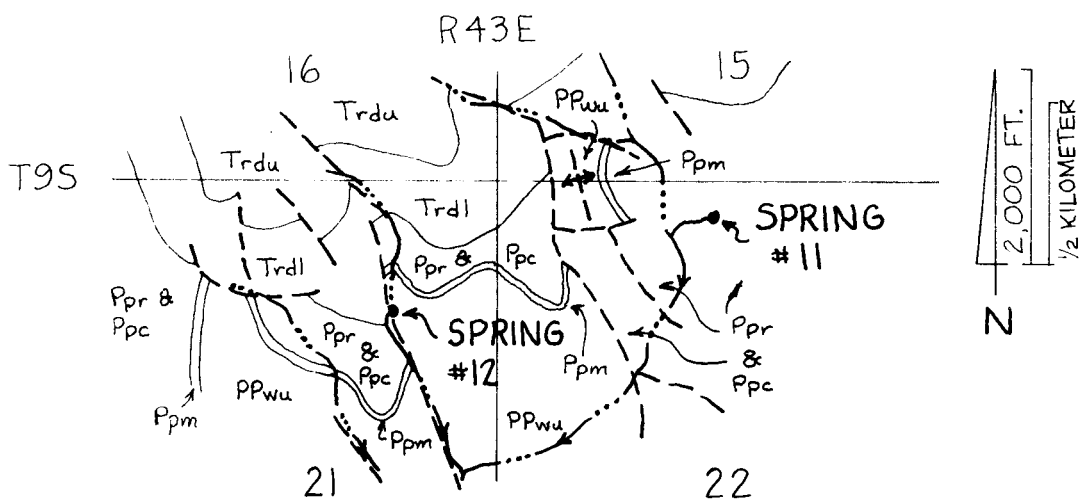 R43E
16
15
Trdu
PPwu
Ppm
Trdu
T9S
Trdl
SPRING
#11
Trdl
Ppr &
Ppc
Ppr &
Ppc
Ppr
&
Ppc
SPRING
#12
Ppr
&
Ppc
Ppm
PPwu
Ppm
Ppm
PPwu
21
22
2,000 FT.
1/2 KILOMETER
N